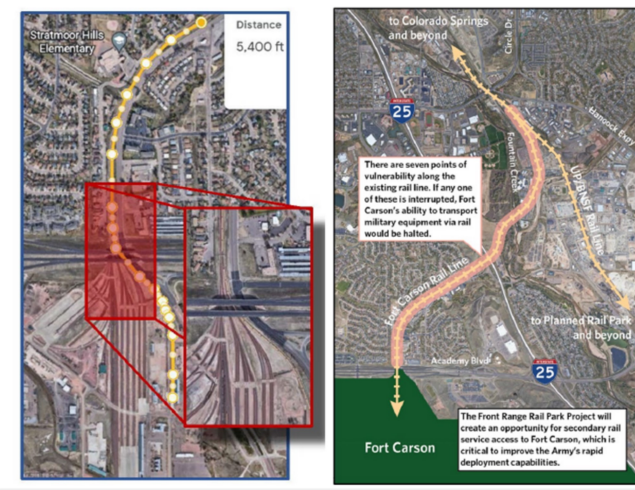 Stratmoor Hills
Elementary
Distance
5,400 ft
to Colorado Springs
and beyond
Circle Dr
INTERSTATE
25
Hancock Expy
Fountain Creek
UP/BNSF Rail Line
There are seven points of
vulnerability along the
existing rail line. If any one
of these is interrupted, Fort
Carson's ability to transport
military equipment via rail
would be halted.
Fort Carson Rail Line
to Planned Rail Park
and beyond
Academy Blvd
INTERSTATE
25
Fort Carson
The Front Range Rail Park Project will
create an opportunity for secondary rail
service access to Fort Carson, which is
critical to improve the Army's rapid
deployment capabilities.